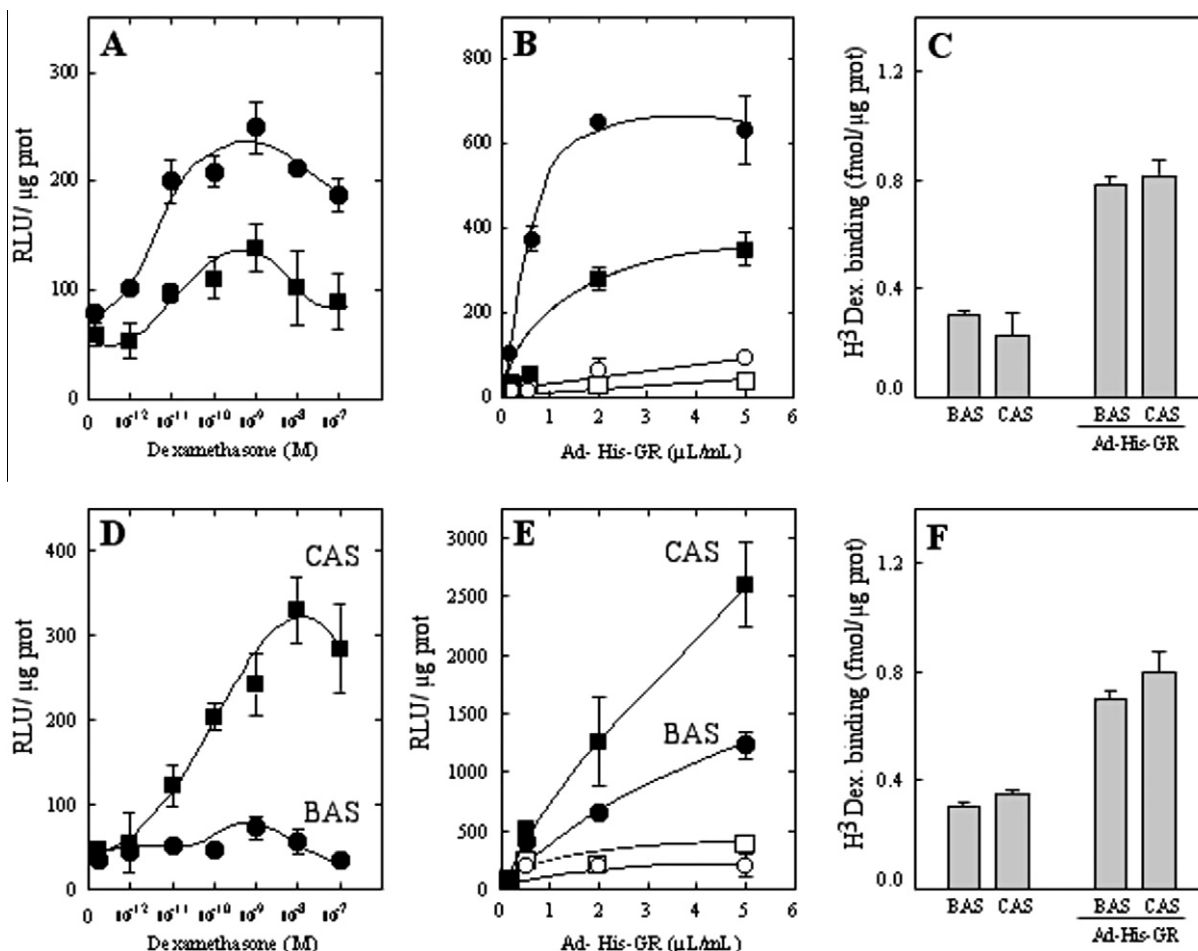 A
300
200
100
0
RLU/ µg prot
0 10-12 10-11 10-10 10-9 10-8 10-7
Dexamethasone (M)
B
800
600
400
200
0
0 1 2 3 4 5 6
Ad- His-GR (µL/mL)
C
1.2
0.8
0.4
0.0
H3 Dex. binding (fmol/µg prot)
BAS CAS BAS CAS
Ad-His-GR
D
400
300
200
100
0
RLU/ µg prot
CAS
BAS
0 10-12 10-11 10-10 10-9 10-8 10-7
Dexamethasone (M)
E
3000
2500
2000
1500
1000
500
0
RLU/ µg prot
CAS
BAS
0 1 2 3 4 5 6
Ad- His-GR (µL/mL)
F
1.2
0.8
0.4
0.0
H3 Dex. binding (fmol/µg prot)
BAS CAS BAS CAS
Ad-His-GR